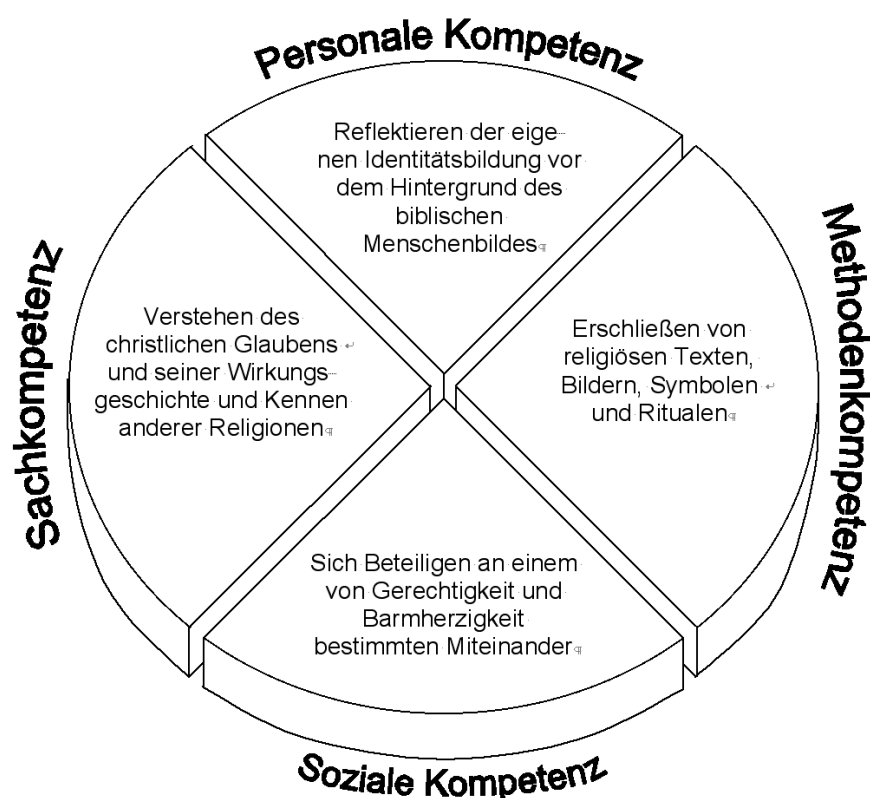 Personale Kompetenz
Reflektieren der eige-
nen Identitätsbildung vor
dem Hintergrund des
biblischen
Menschenbildes
Sachkompetenz
Verstehen des
christlichen Glaubens
und seiner Wirkungs-
geschichte und Kennen
anderer Religionen
Methodenkompetenz
Erschließen von
religiösen Texten,
Bildern, Symbolen
und Ritualen
Sich Beteiligen an einem
von Gerechtigkeit und
Barmherzigkeit
bestimmten Miteinander
Soziale Kompetenz